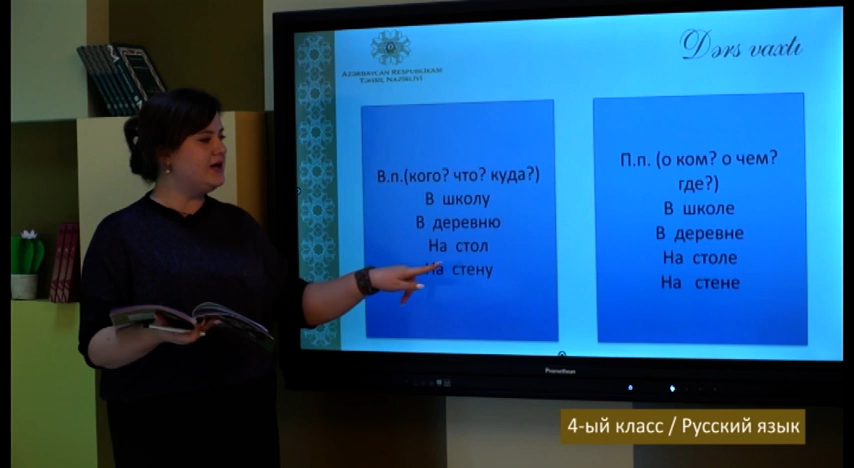 AZƏRBAYCAN RESPUBLİKASI
TƏHSİL NAZİRLİYİ
Dərs vaxtı
В.п.(кого? что? куда?)
В школу
В деревню
На стол
На стену
П.п. (о ком? о чем?
где?)
В школе
В деревне
На столе
На стене
Promethean
4-ый класс / Русский язык